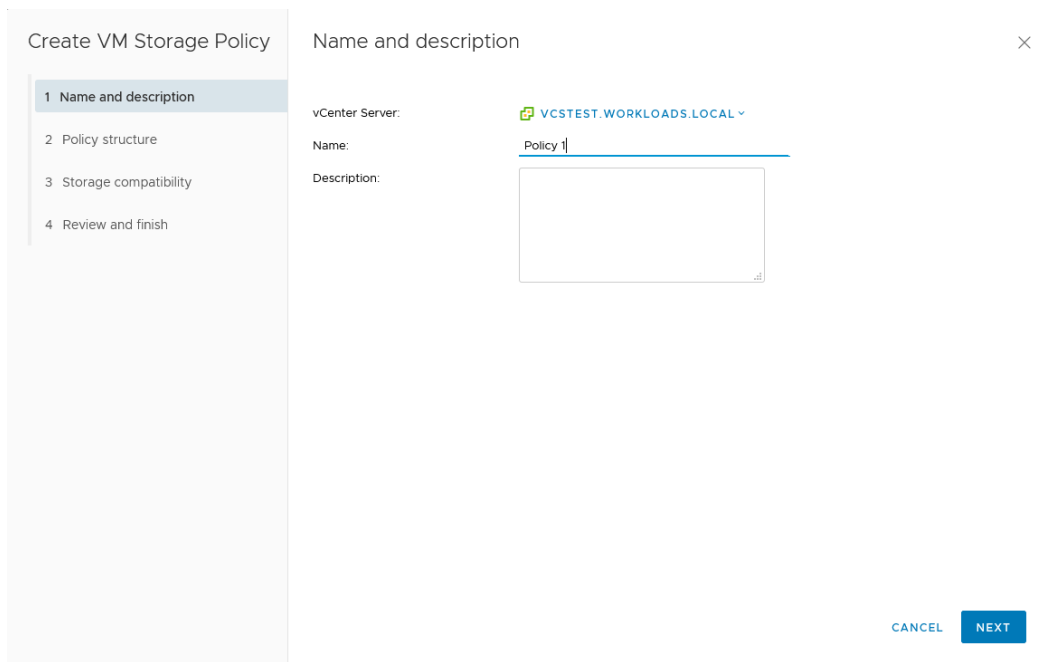 Create VM Storage Policy
1 Name and description
2 Policy structure
3 Storage compatibility
4 Review and finish
Name and description
vCenter Server: VCSTEST.WORKLOADS.LOCAL
Name: Policy 1
Description:
CANCEL NEXT